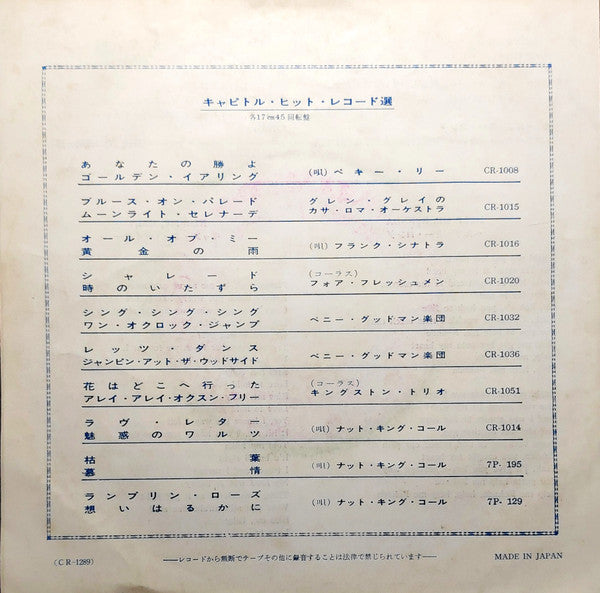 キャピトル・ヒット・レコード選
各17㎝45回転盤
あなたの勝よ
ゴールデン・イアリング
(唄) ペキー・リー CR-1008
ブルース・オン・パレード
ムーンライト・セレナーデ
グレン・グレイの
カサ・ロマ・オーケストラ CR-1015
オール・オブ・ミー
黄金の雨
(唄) フランク・シナトラ CR-1016
シャレード
時のいたずら
(コーラス)
フォア・フレッシュメン CR-1020
シング・シング・シング
ワン・オクロック・ジャンプ
ベニー・グッドマン楽団 CR-1032
レッツ・ダンス
ジャンピン・アット・ザ・ウッドサイド
ベニー・グッドマン楽団 CR-1036
花はどこへ行った
アレイ・アレイ・オクスン・フリー
(コーラス)
キングストン・トリオ CR-1051
ラヴ・レター
魅惑のワルツ
(唄) ナット・キング・コール CR-1014
枯葉
慕情
(唄) ナット・キング・コール 7P-195
ランブリン・ローズ
想いはるかに
(唄) ナット・キング・コール 7P-129
(CR-1289)
——レコードから無断でテープその他に録音することは法律で禁じられています——
MADE IN JAPAN